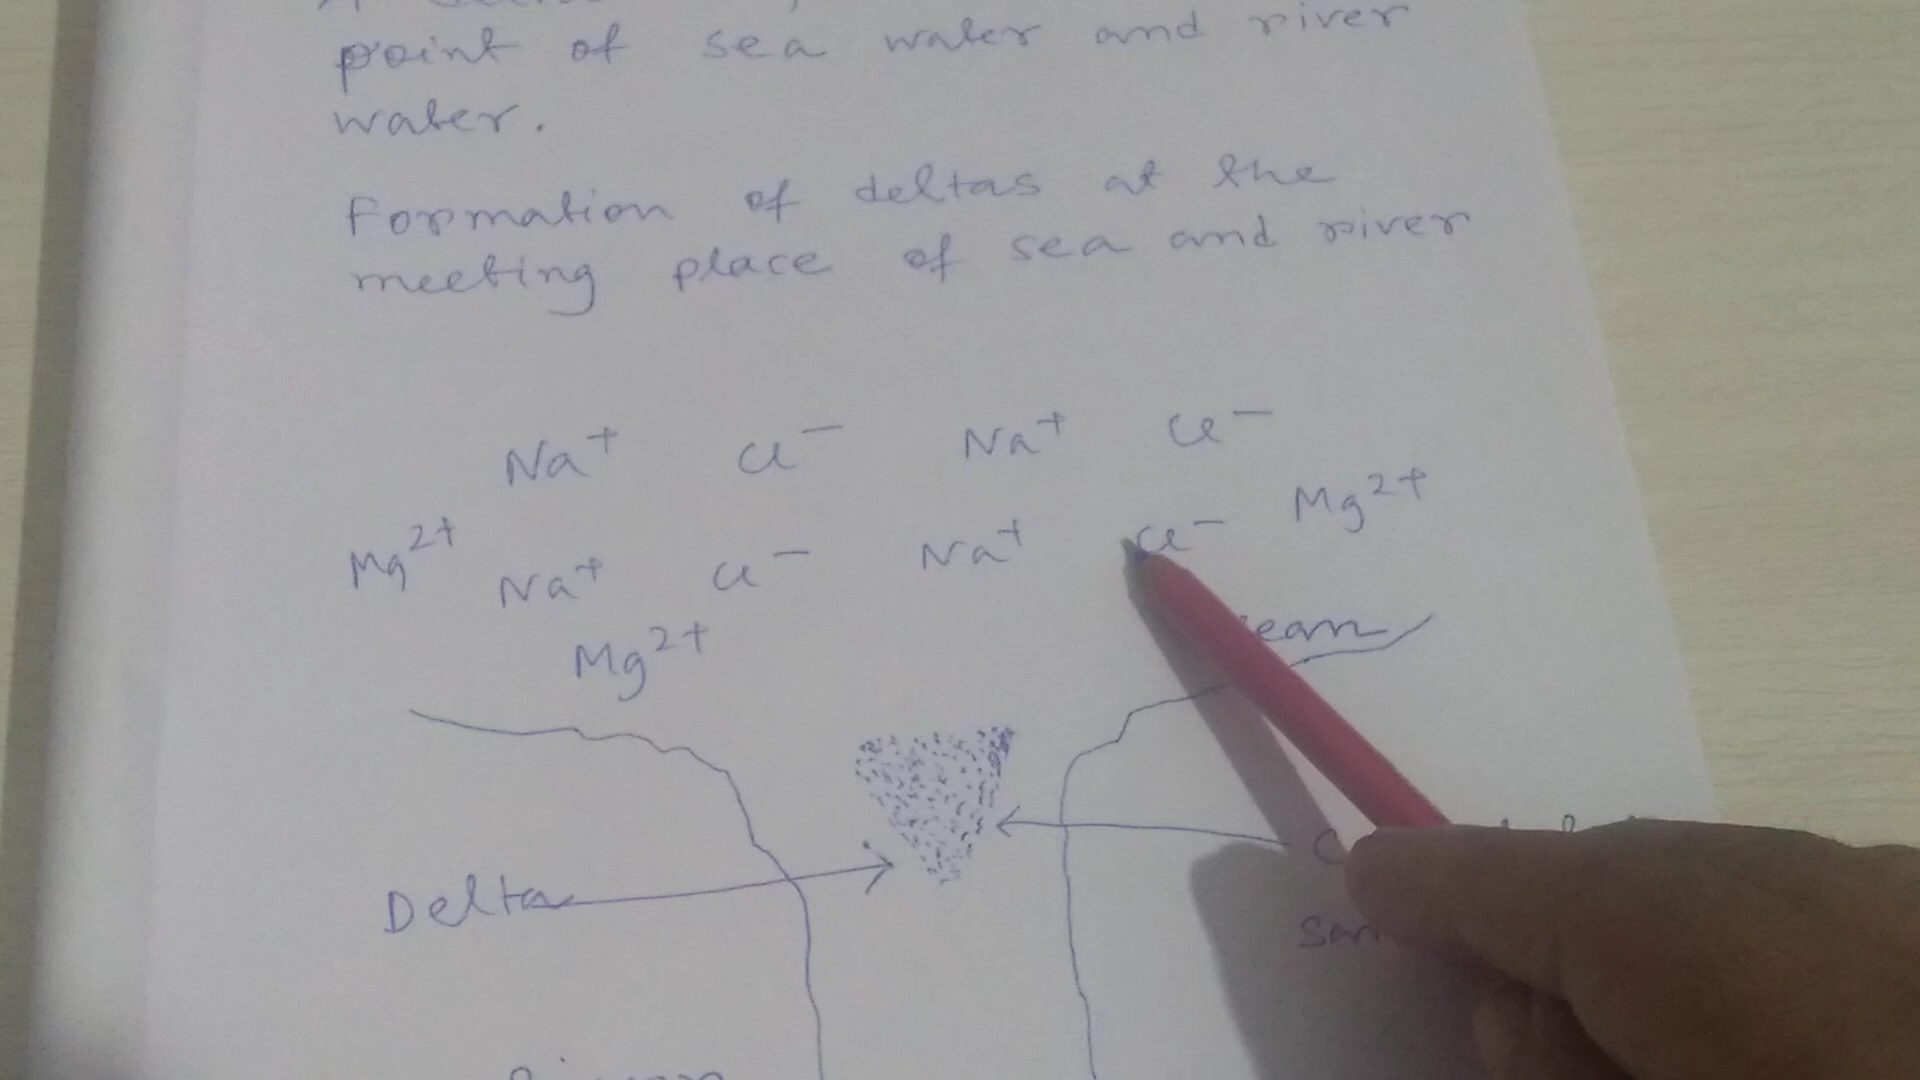 point of sea water and river
water.
Formation of deltas at the
meeting place of sea and river
Na+ Cl− Na+ Cl−
Mg2+ Na+ Cl− Na+ Cl− Mg2+
Mg2+
Delta